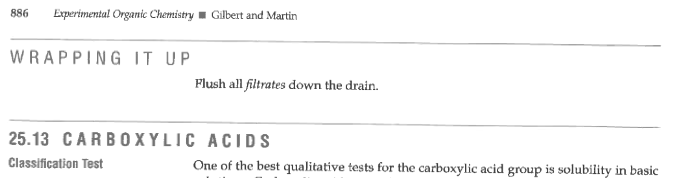 886 Experimental Organic Chemistry ■ Gilbert and Martin
WRAPPING IT UP
Flush all filtrates down the drain.
25.13 CARBOXYLIC ACIDS
Classification Test
One of the best qualitative tests for the carboxylic acid group is solubility in basic